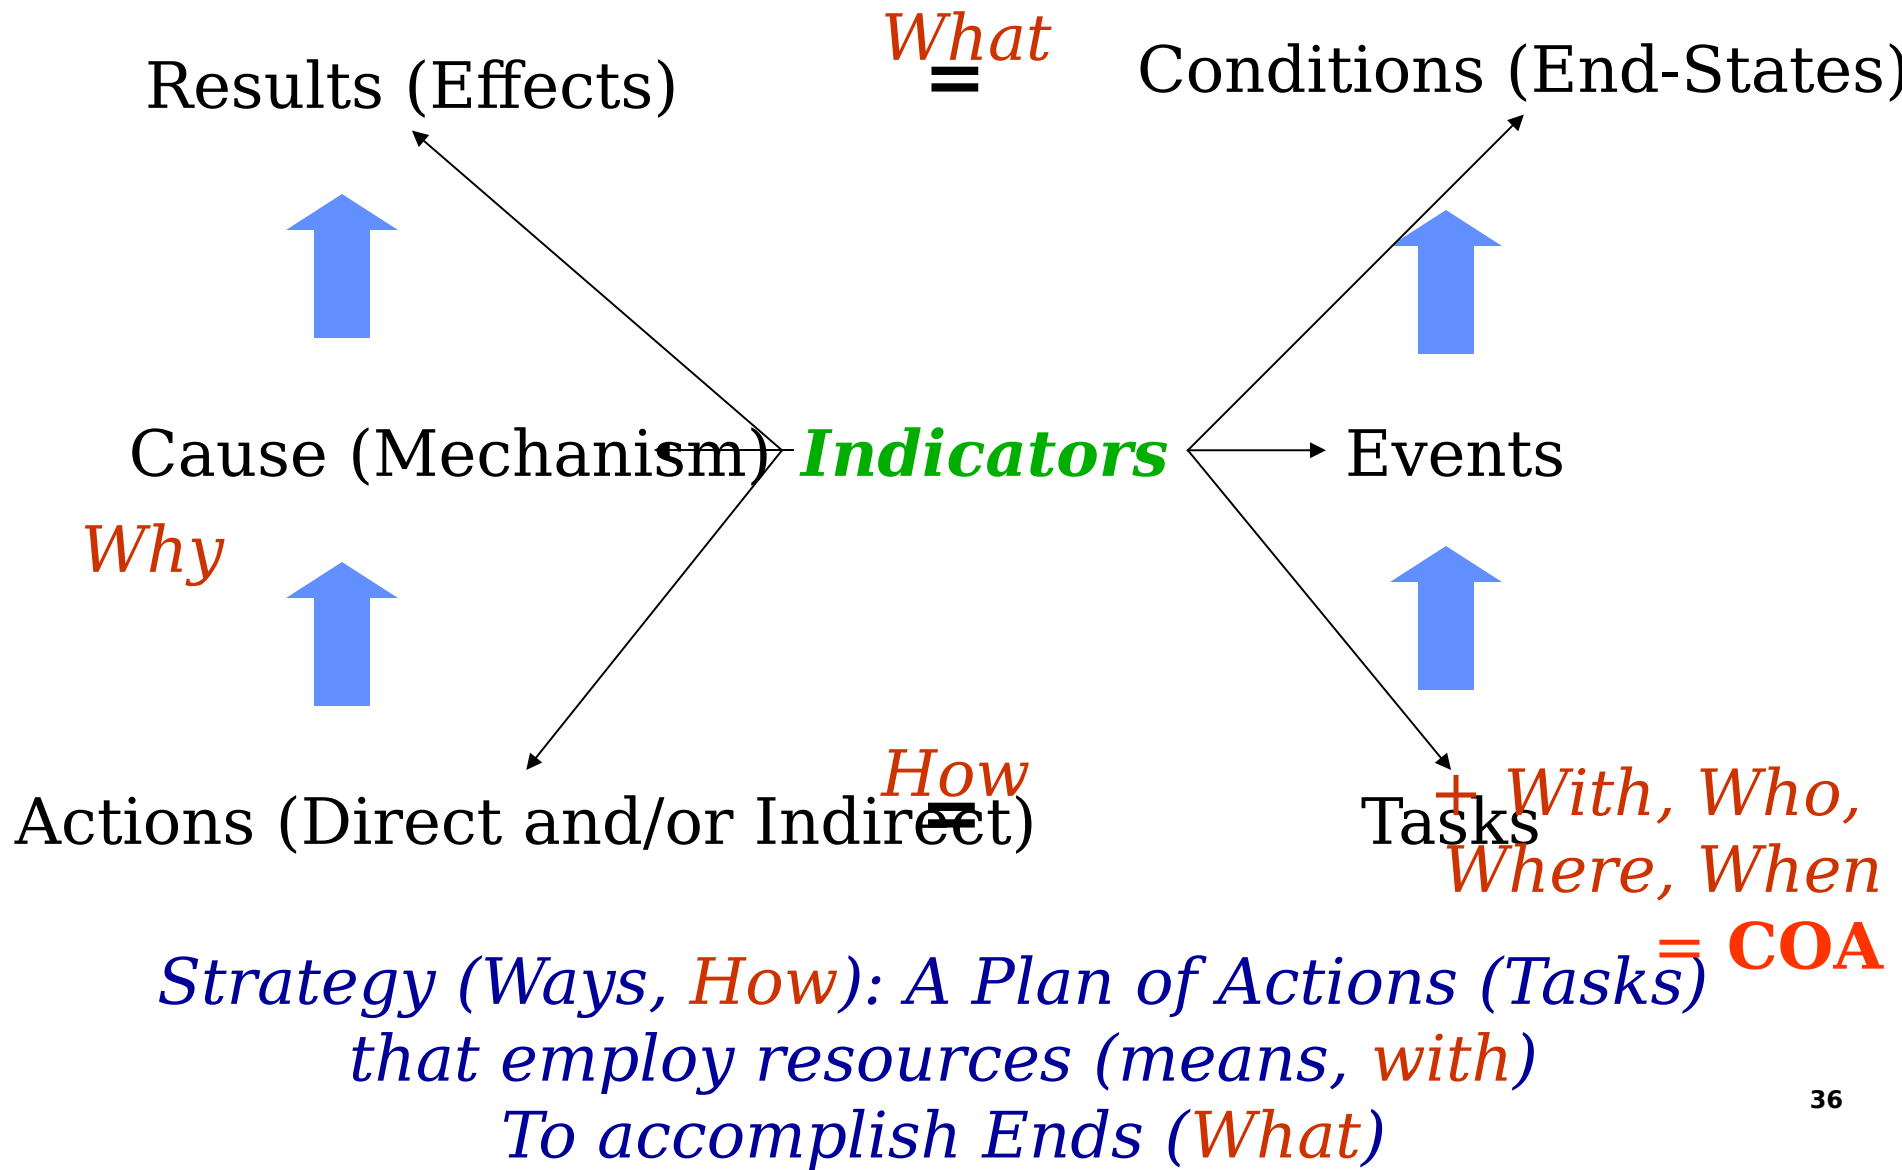 What
Results (Effects)
=
Conditions (End-States)
Cause (Mechanism)
Indicators
Events
Why
How
Actions (Direct and/or Indirect)
=
Tasks
+ With, Who,
Where, When
= COA
Strategy (Ways, How): A Plan of Actions (Tasks)
that employ resources (means, with)
To accomplish Ends (What)
36